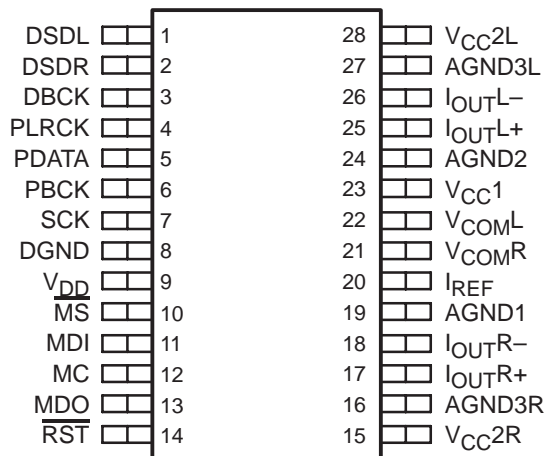 DSDL 1 28 VCC2L
DSDR 2 27 AGND3L
DBCK 3 26 IOUTL–
PLRCK 4 25 IOUTL+
PDATA 5 24 AGND2
PBCK 6 23 VCC1
SCK 7 22 VCOML
DGND 8 21 VCOMR
VDD 9 20 IREF
MS 10 19 AGND1
MDI 11 18 IOUTR–
MC 12 17 IOUTR+
MDO 13 16 AGND3R
RST 14 15 VCC2R